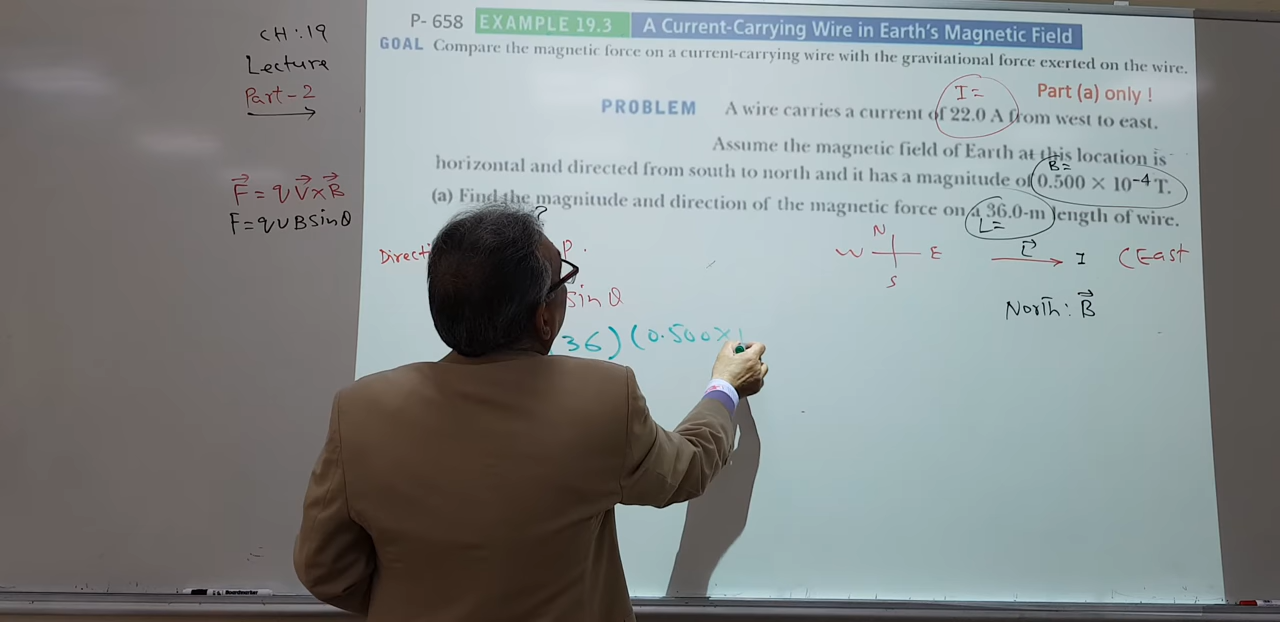 CH:19
Lecture
Part-2
P- 658 EXAMPLE 19.3 A Current-Carrying Wire in Earth's Magnetic Field
GOAL Compare the magnetic force on a current-carrying wire with the gravitational force exerted on the wire.
I = Part (a) only !
PROBLEM A wire carries a current of 22.0 A from west to east.
Assume the magnetic field of Earth at this location is
B=
horizontal and directed from south to north and it has a magnitude of 0.500 × 10⁻⁴ T.
(a) Find the magnitude and direction of the magnetic force on a 36.0-m length of wire.
L=
F = qV×B
F=qvBsinθ
?
Directi
P.
N
W E
S
L I (East
sinθ
North: B
36) (0.500×1